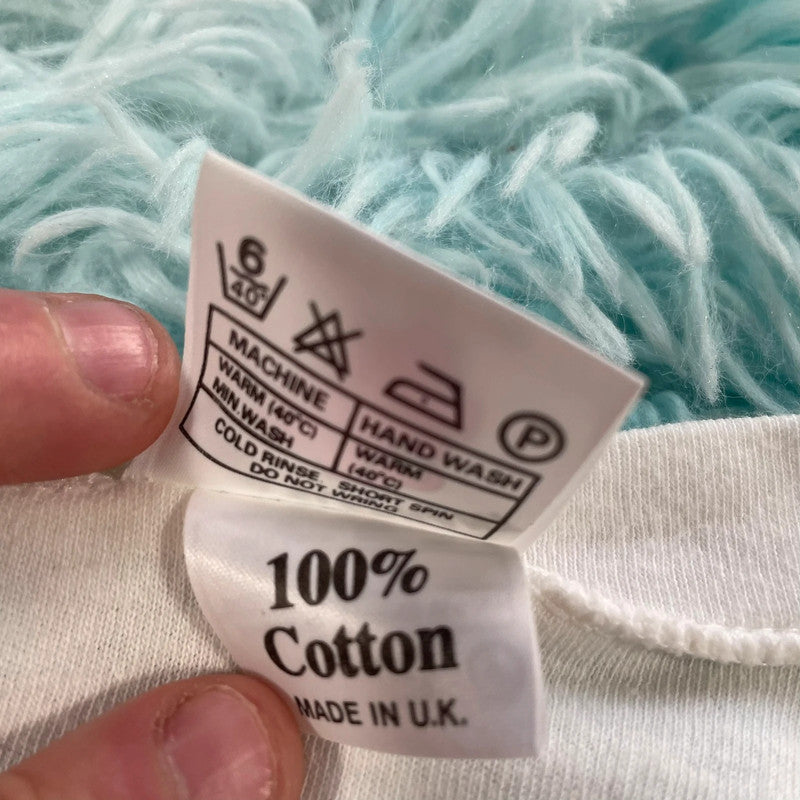 6
40°
P
MACHINE
HAND WASH
WARM (40°C)
MIN.WASH
WARM
(40°C)
COLD RINSE. SHORT SPIN
DO NOT WRING
100%
Cotton
MADE IN U.K.